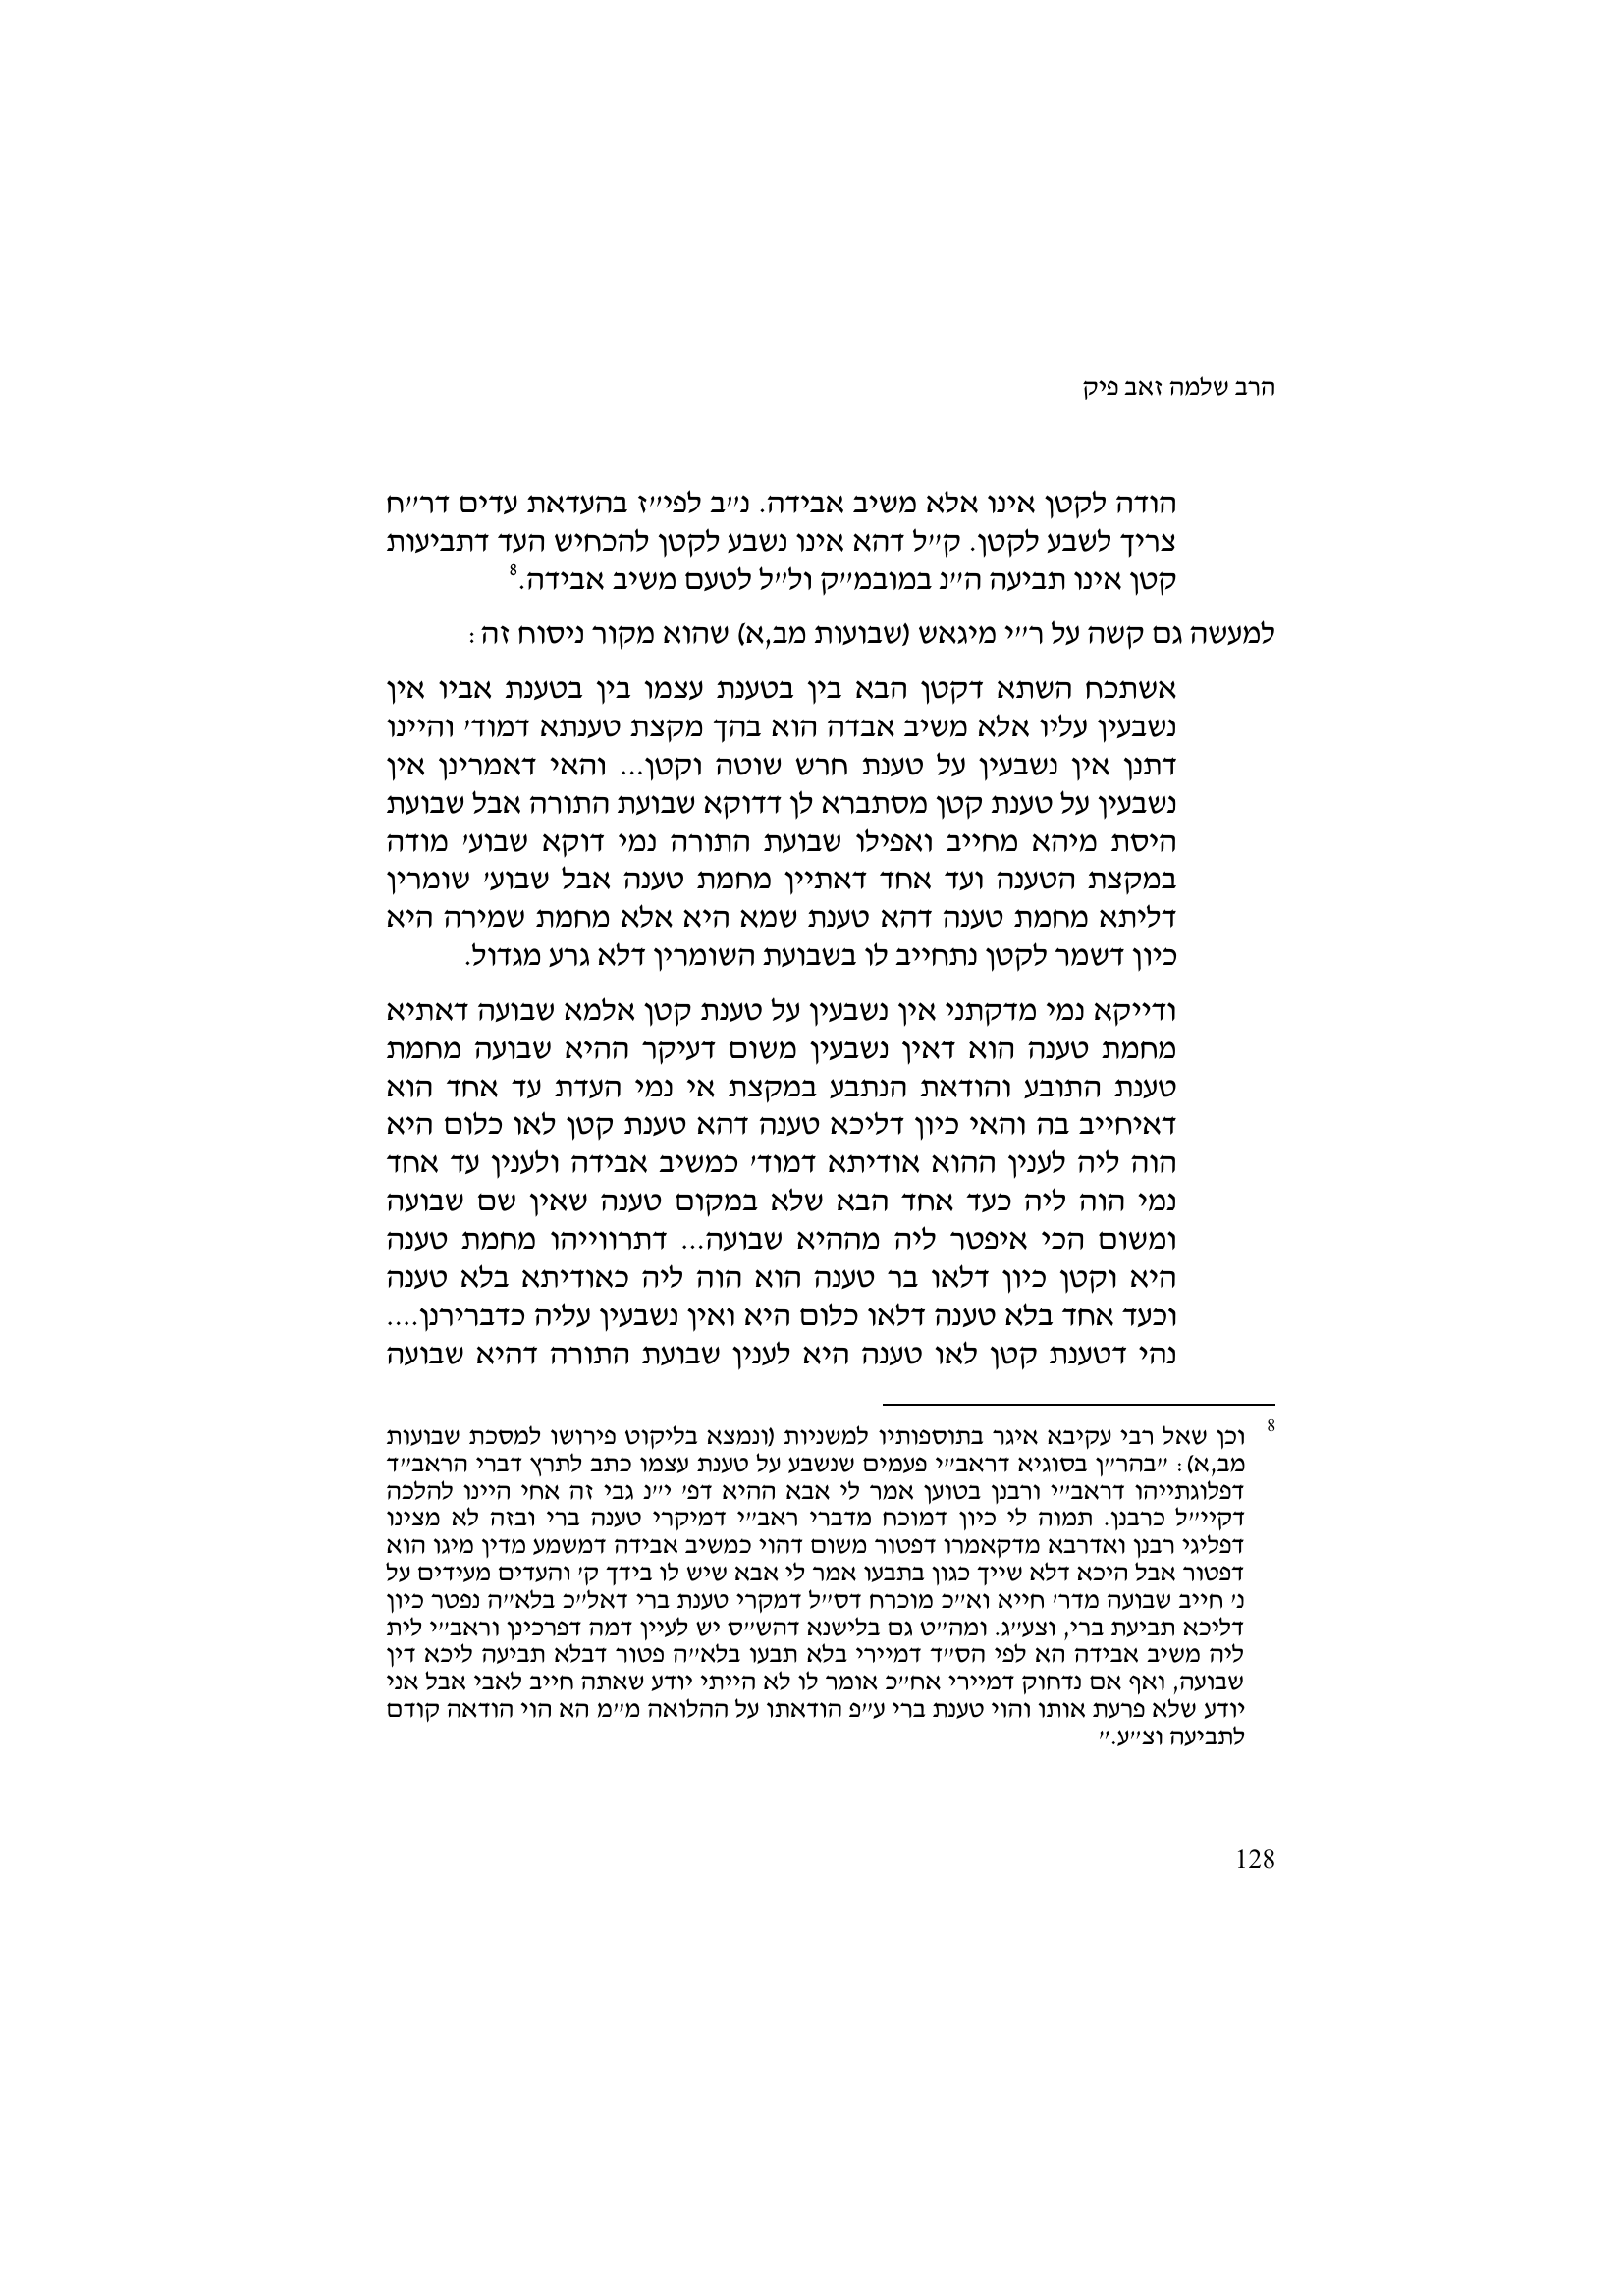 הרב שלמה זאב פיק
הודה לקטן אינו אלא משיב אבידה. נ״ב לפי״ז בהעדאת עדים דר״ח
צריך לשבע לקטן. ק״ל דהא אינו נשבע לקטן להכחיש העד דתביעות
קטן אינו תביעה ה״נ במובמ״ק ול״ל לטעם משיב אבידה.8
למעשה גם קשה על ר״י מיגאש (שבועות מב,א) שהוא מקור ניסוח זה:
אשתכח השתא דקטן הבא בין בטענת עצמו בין בטענת אביו אין
נשבעין עליו אלא משיב אבדה הוא בהך מקצת טענתא דמוד׳ והיינו
דתנן אין נשבעין על טענת חרש שוטה וקטן... והאי דאמרינן אין
נשבעין על טענת קטן מסתברא לן דדוקא שבועת התורה אבל שבועת
היסת מיהא מחייב ואפילו שבועת התורה נמי דוקא שבוע׳ מודה
במקצת הטענה ועד אחד דאתיין מחמת טענה אבל שבוע׳ שומרין
דליתא מחמת טענה דהא טענת שמא היא אלא מחמת שמירה היא
כיון דשמר לקטן נתחייב לו בשבועת השומרין דלא גרע מגדול.
ודייקא נמי מדקתני אין נשבעין על טענת קטן אלמא שבועה דאתיא
מחמת טענה הוא דאין נשבעין משום דעיקר ההיא שבועה מחמת
טענת התובע והודאת הנתבע במקצת אי נמי העדת עד אחד הוא
דאיחייב בה והאי כיון דליכא טענה דהא טענת קטן לאו כלום היא
הוה ליה לענין ההוא אודיתא דמוד׳ כמשיב אבידה ולענין עד אחד
נמי הוה ליה כעד אחד הבא שלא במקום טענה שאין שם שבועה
ומשום הכי איפטר ליה מההיא שבועה... דתרווייהו מחמת טענה
היא וקטן כיון דלאו בר טענה הוא הוה ליה כאודיתא בלא טענה
וכעד אחד בלא טענה דלאו כלום היא ואין נשבעין עליה כדברירנן....
נהי דטענת קטן לאו טענה היא לענין שבועת התורה דהיא שבועה
8 וכן שאל רבי עקיבא איגר בתוספותיו למשניות (ונמצא בליקוט פירושו למסכת שבועות
מב,א): ״בהר״ן בסוגיא דראב״י פעמים שנשבע על טענת עצמו כתב לתרץ דברי הראב״ד
דפלוגתייהו דראב״י ורבנן בטוען אמר לי אבא ההיא דפ׳ י״נ גבי זה אחי היינו להלכה
דקיי״ל כרבנן. תמוה לי כיון דמוכח מדברי ראב״י דמיקרי טענה ברי ובזה לא מצינו
דפליגי רבנן ואדרבא מדקאמרו דפטור משום דהוי כמשיב אבידה דמשמע מדין מיגו הוא
דפטור אבל היכא דלא שייך כגון בתבעו אמר לי אבא שיש לו בידך ק׳ והעדים מעידים על
נ׳ חייב שבועה מדר׳ חייא וא״כ מוכרח דס״ל דמקרי טענת ברי דאל״כ בלא״ה נפטר כיון
דליכא תביעת ברי, וצע״ג. ומה״ט גם בלישנא דהש״ס יש לעיין דמה דפרכינן וראב״י לית
ליה משיב אבידה הא לפי הס״ד דמיירי בלא תבעו בלא״ה פטור דבלא תביעה ליכא דין
שבועה, ואף אם נדחוק דמיירי אח״כ אומר לו לא הייתי יודע שאתה חייב לאבי אבל אני
יודע שלא פרעת אותו והוי טענת ברי ע״פ הודאתו על ההלואה מ״מ הא הוי הודאה קודם
לתביעה וצ״ע.״
128